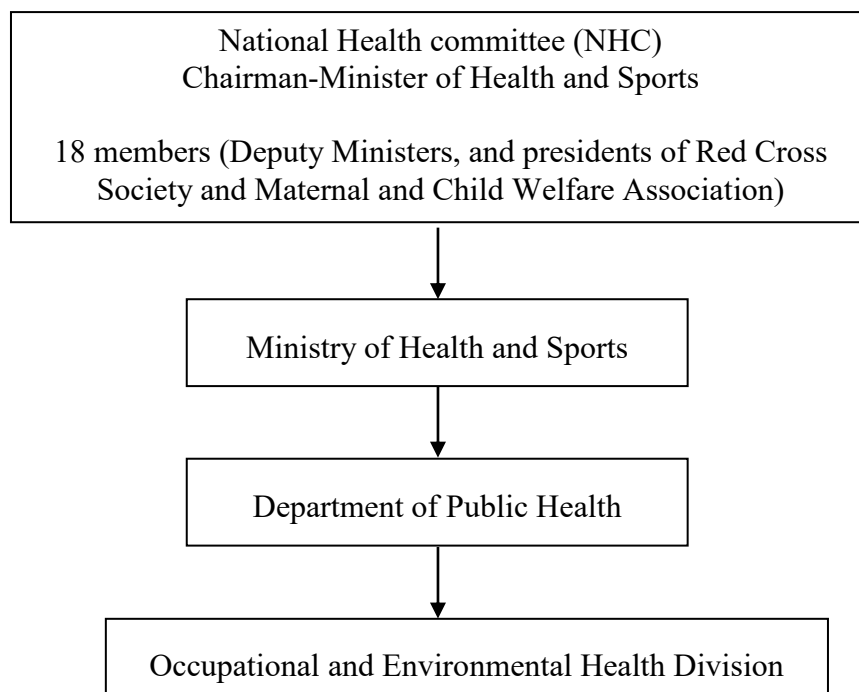 National Health committee (NHC)
Chairman-Minister of Health and Sports
18 members (Deputy Ministers, and presidents of Red Cross
Society and Maternal and Child Welfare Association)
Ministry of Health and Sports
Department of Public Health
Occupational and Environmental Health Division